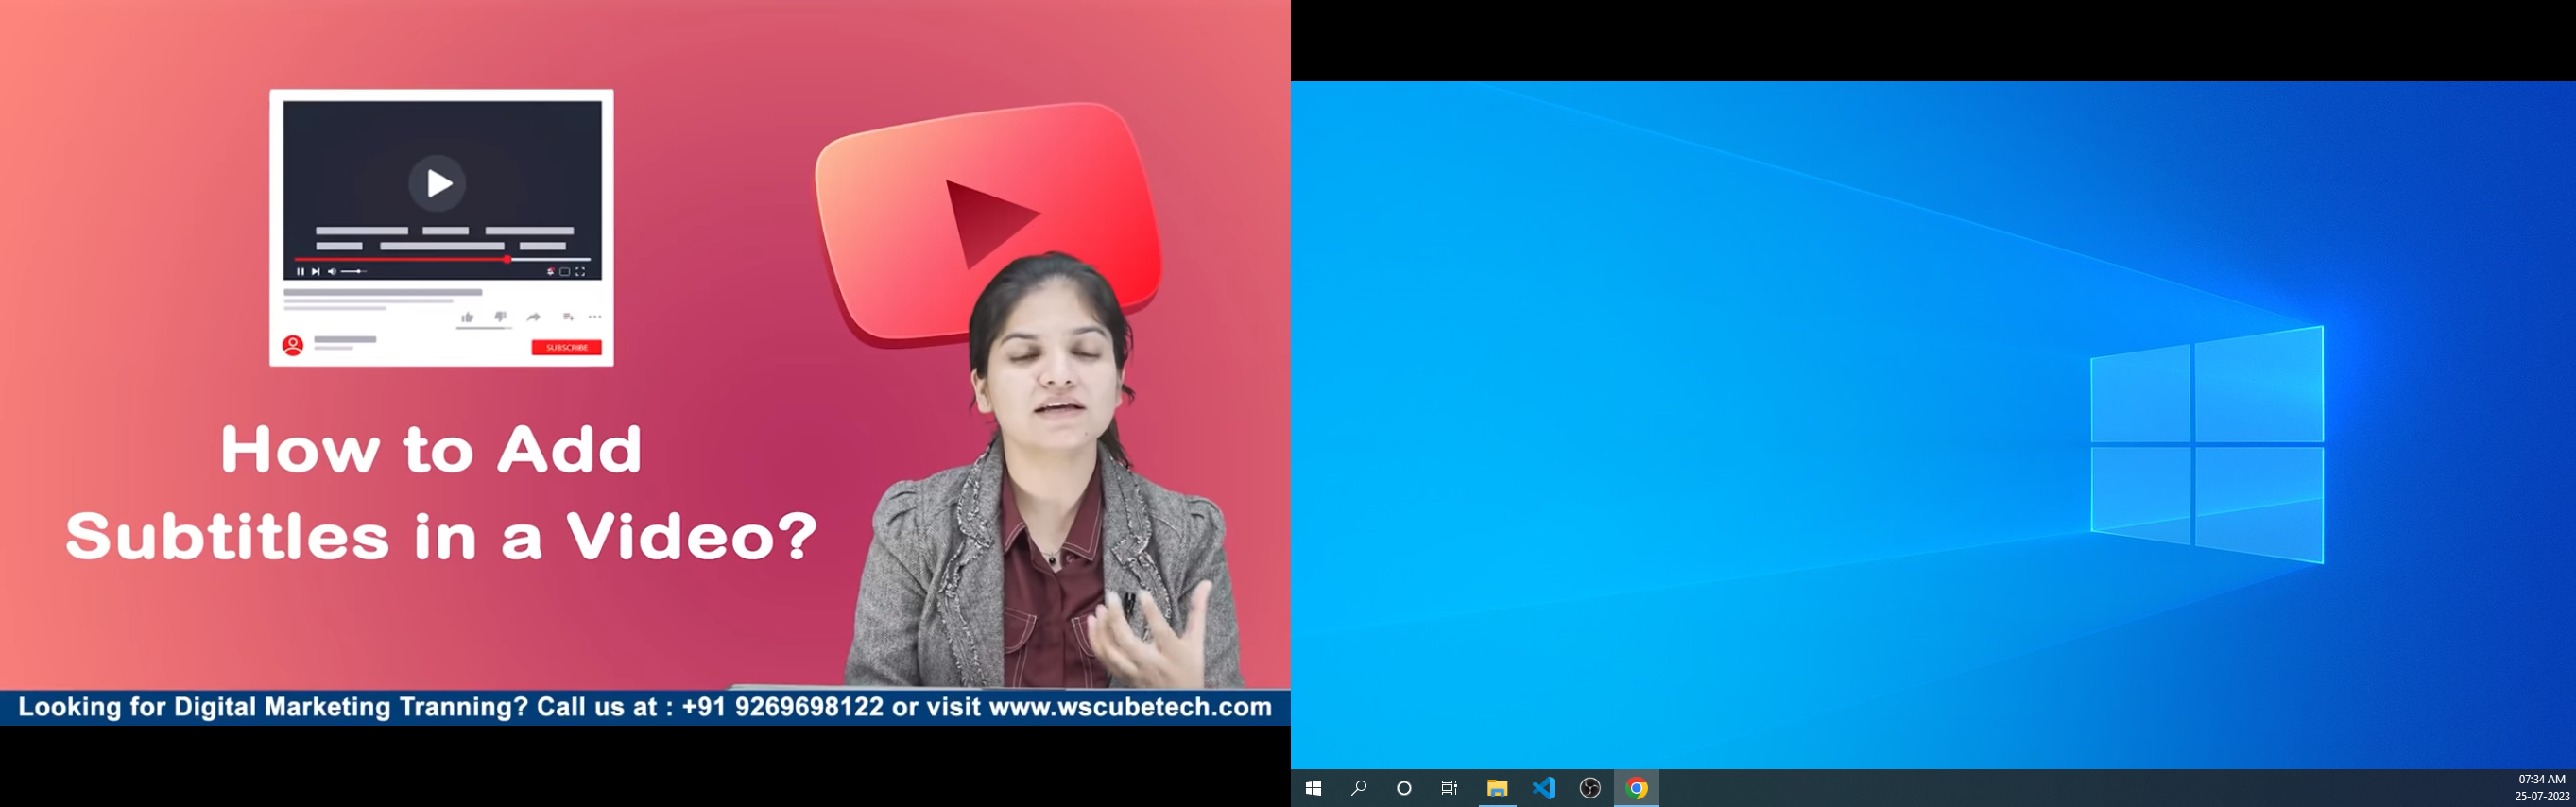 SUBSCRIBE
How to Add
Subtitles in a Video?
Looking for Digital Marketing Tranning? Call us at : +91 9269698122 or visit www.wscubetech.com
07:34 AM
25-07-2023